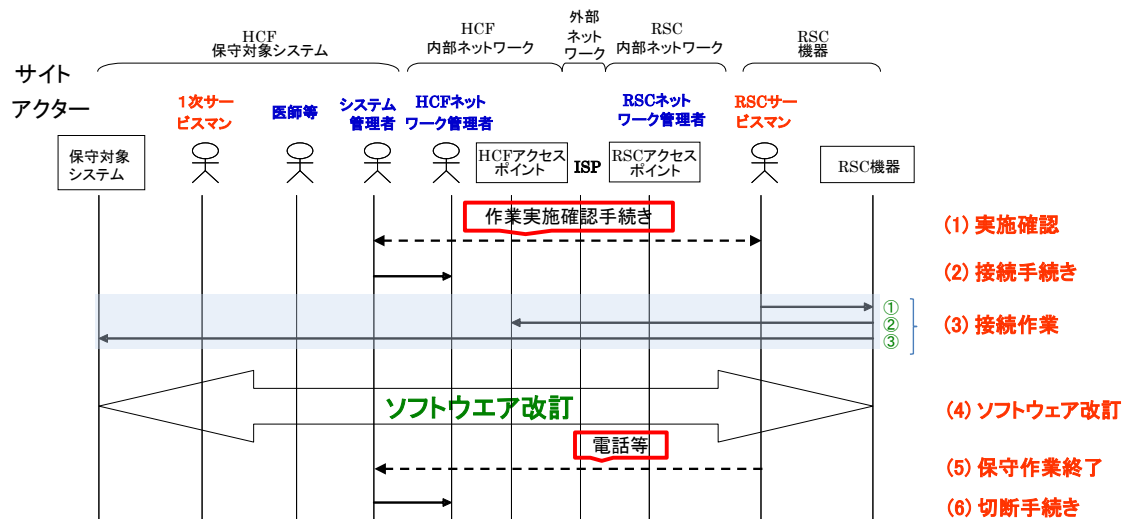 HCF
保守対象システム
HCF
内部ネットワーク
外部
ネット
ワーク
RSC
内部ネットワーク
RSC
機器
サイト
アクター
保守対象
システム
1次サー
ビスマン
医師等
システム
管理者
HCFネット
ワーク管理者
HCFアクセス
ポイント
ISP
RSCネット
ワーク管理者
RSCアクセス
ポイント
RSCサー
ビスマン
RSC機器
作業実施確認手続き
(1) 実施確認
(2) 接続手続き
①
②
③
(3) 接続作業
ソフトウエア改訂
(4) ソフトウェア改訂
電話等
(5) 保守作業終了
(6) 切断手続き